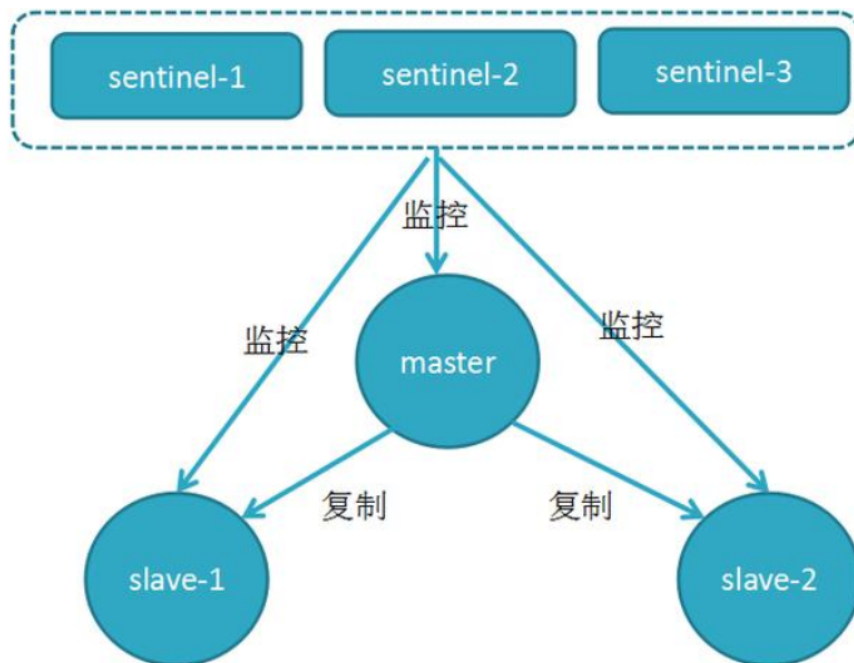 sentinel-1
sentinel-2
sentinel-3
监控
监控
监控
master
复制
复制
slave-1
slave-2